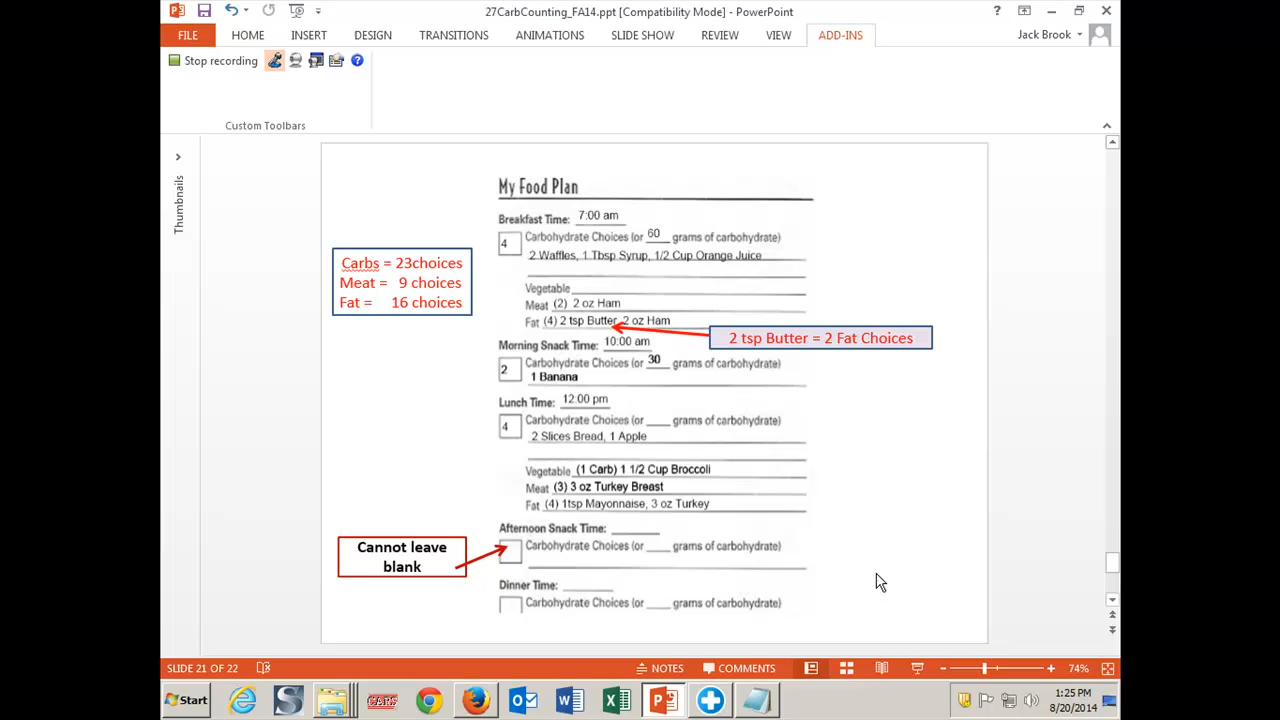 27CarbCounting_FA14.ppt [Compatibility Mode] - PowerPoint
FILE
HOME
INSERT
DESIGN
TRANSITIONS
ANIMATIONS
SLIDE SHOW
REVIEW
VIEW
ADD-INS
Jack Brook
Stop recording
Custom Toolbars
Thumbnails
My Food Plan
Breakfast Time: 7:00 am
4 Carbohydrate Choices (or 60 grams of carbohydrate)
2 Waffles, 1 Tbsp Syrup, 1/2 Cup Orange Juice
Vegetable
Meat (2) 2 oz Ham
Fat (4) 2 tsp Butter, 2 oz Ham
Morning Snack Time: 10:00 am
2 Carbohydrate Choices (or 30 grams of carbohydrate)
1 Banana
Lunch Time: 12:00 pm
4 Carbohydrate Choices (or ___ grams of carbohydrate)
2 Slices Bread, 1 Apple
Vegetable (1 Carb) 1 1/2 Cup Broccoli
Meat (3) 3 oz Turkey Breast
Fat (4) 1tsp Mayonnaise, 3 oz Turkey
Afternoon Snack Time:
Carbohydrate Choices (or ___ grams of carbohydrate)
Dinner Time:
Carbohydrate Choices (or ___ grams of carbohydrate)
Carbs = 23choices
Meat = 9 choices
Fat = 16 choices
2 tsp Butter = 2 Fat Choices
Cannot leave
blank
SLIDE 21 OF 22
NOTES
COMMENTS
74%
Start
CARS
1:25 PM
8/20/2014